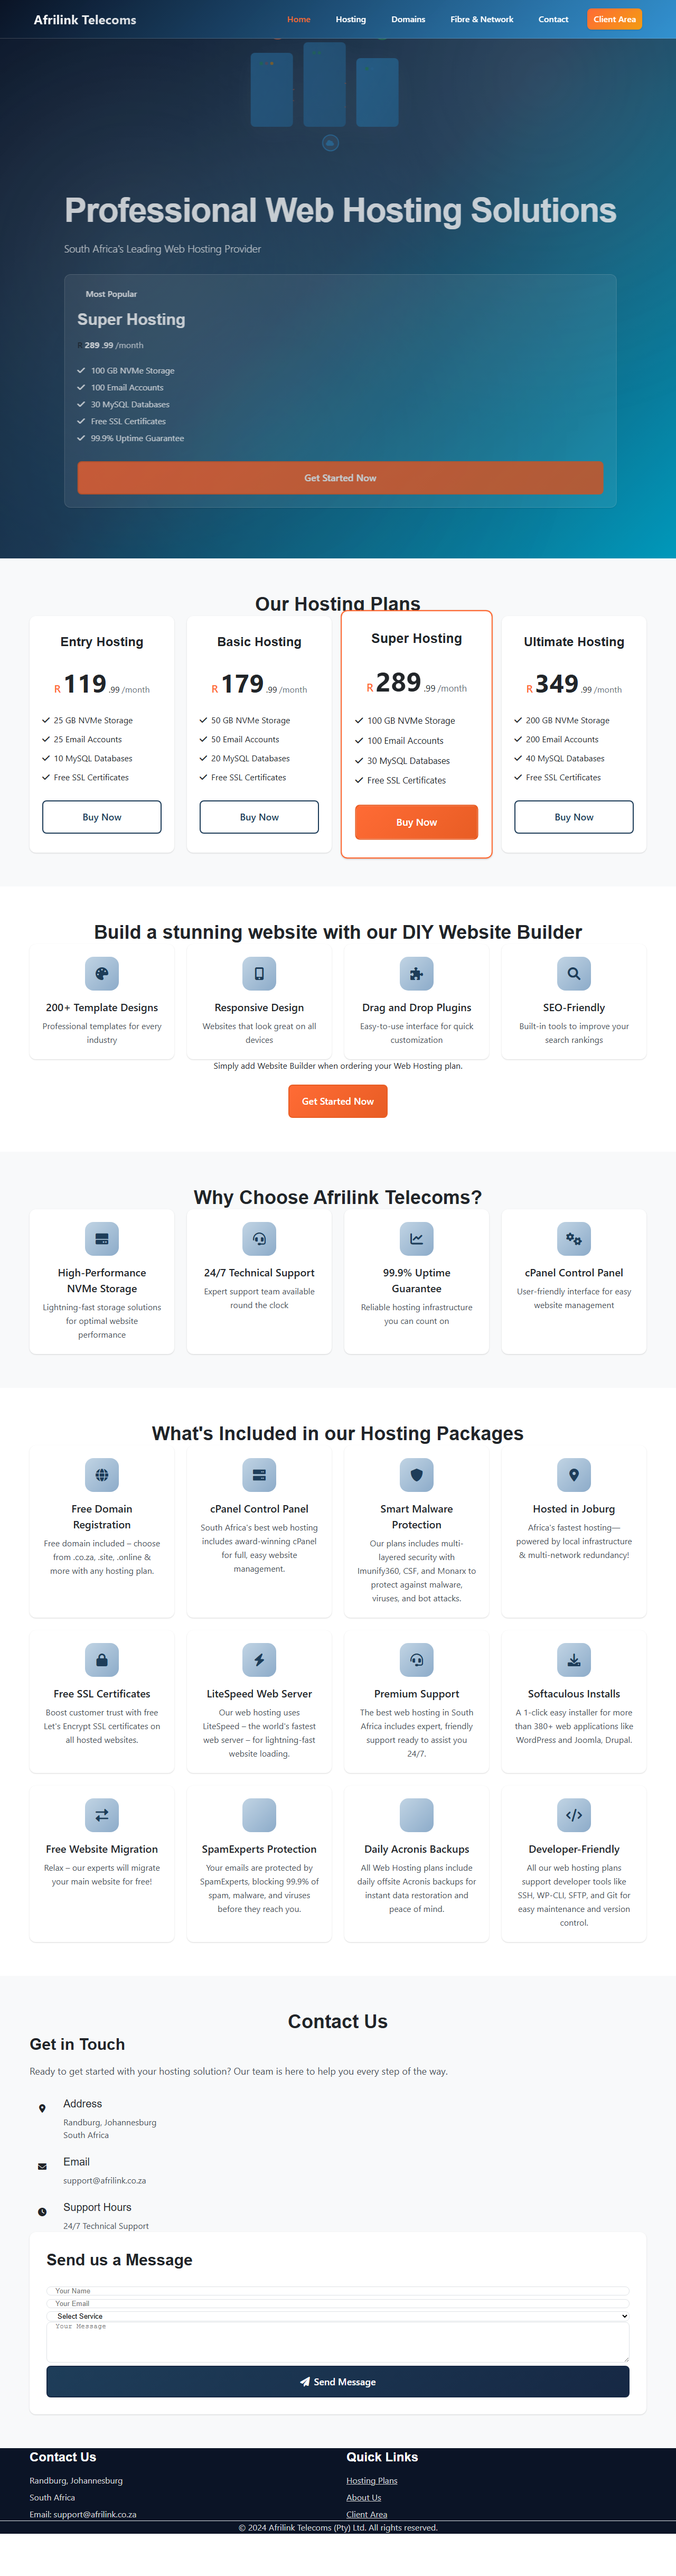 Afrilink Telecoms
Home Hosting Domains Fibre & Network Contact Client Area
Professional Web Hosting Solutions
South Africa's Leading Web Hosting Provider
Most Popular
Super Hosting
R 289 .99 /month
100 GB NVMe Storage
100 Email Accounts
30 MySQL Databases
Free SSL Certificates
99.9% Uptime Guarantee
Get Started Now
Our Hosting Plans
Entry Hosting
R 119 .99 /month
25 GB NVMe Storage
25 Email Accounts
10 MySQL Databases
Free SSL Certificates
Buy Now
Basic Hosting
R 179 .99 /month
50 GB NVMe Storage
50 Email Accounts
20 MySQL Databases
Free SSL Certificates
Buy Now
Super Hosting
R 289 .99 /month
100 GB NVMe Storage
100 Email Accounts
30 MySQL Databases
Free SSL Certificates
Buy Now
Ultimate Hosting
R 349 .99 /month
200 GB NVMe Storage
200 Email Accounts
40 MySQL Databases
Free SSL Certificates
Buy Now
Build a stunning website with our DIY Website Builder
200+ Template Designs
Professional templates for every
industry
Responsive Design
Websites that look great on all
devices
Drag and Drop Plugins
Easy-to-use interface for quick
customization
SEO-Friendly
Built-in tools to improve your
search rankings
Simply add Website Builder when ordering your Web Hosting plan.
Get Started Now
Why Choose Afrilink Telecoms?
High-Performance
NVMe Storage
Lightning-fast storage solutions
for optimal website
performance
24/7 Technical Support
Expert support team available
round the clock
99.9% Uptime
Guarantee
Reliable hosting infrastructure
you can count on
cPanel Control Panel
User-friendly interface for easy
website management
What's Included in our Hosting Packages
Free Domain
Registration
Free domain included – choose
from .co.za, .site, .online &
more with any hosting plan.
cPanel Control Panel
South Africa's best web hosting
includes award-winning cPanel
for full, easy website
management.
Smart Malware
Protection
Our plans includes multi-
layered security with
Imunify360, CSF, and Monarx to
protect against malware,
viruses, and bot attacks.
Hosted in Joburg
Africa's fastest hosting—
powered by local infrastructure
& multi-network redundancy!
Free SSL Certificates
Boost customer trust with free
Let's Encrypt SSL certificates on
all hosted websites.
LiteSpeed Web Server
Our web hosting uses
LiteSpeed – the world's fastest
web server – for lightning-fast
website loading.
Premium Support
The best web hosting in South
Africa includes expert, friendly
support ready to assist you
24/7.
Softaculous Installs
A 1-click easy installer for more
than 380+ web applications like
WordPress and Joomla, Drupal.
Free Website Migration
Relax – our experts will migrate
your main website for free!
SpamExperts Protection
Your emails are protected by
SpamExperts, blocking 99.9% of
spam, malware, and viruses
before they reach you.
Daily Acronis Backups
All Web Hosting plans include
daily offsite Acronis backups for
instant data restoration and
peace of mind.
Developer-Friendly
All our web hosting plans
support developer tools like
SSH, WP-CLI, SFTP, and Git for
easy maintenance and version
control.
Contact Us
Get in Touch
Ready to get started with your hosting solution? Our team is here to help you every step of the way.
Address
Randburg, Johannesburg
South Africa
Email
support@afrilink.co.za
Support Hours
24/7 Technical Support
Send us a Message
Your Name
Your Email
Select Service
Your Message
Send Message
Contact Us
Randburg, Johannesburg
South Africa
Email: support@afrilink.co.za
Quick Links
Hosting Plans
About Us
Client Area
© 2024 Afrilink Telecoms (Pty) Ltd. All rights reserved.